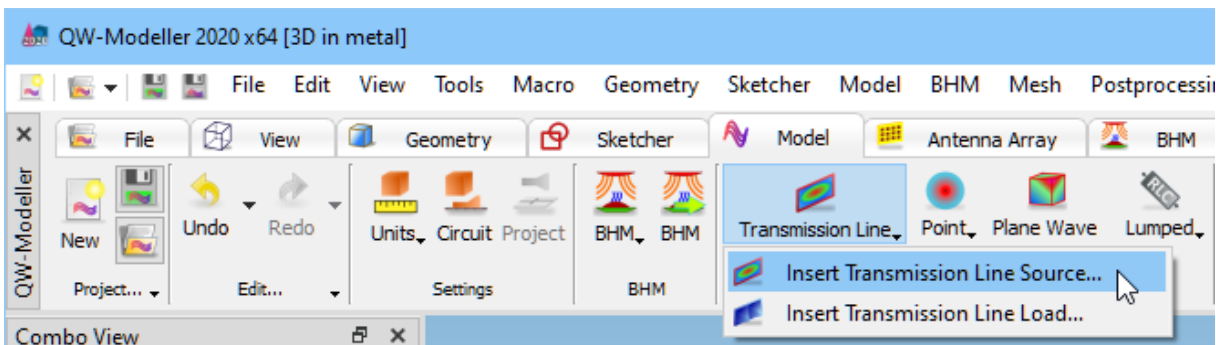 QW-Modeller 2020 x64 [3D in metal]
File Edit View Tools Macro Geometry Sketcher Model BHM Mesh Postprocessin
File View Geometry Sketcher Model Antenna Array BHM
QW-Modeller
New Undo Redo Units Circuit Project BHM BHM Transmission Line Point Plane Wave Lumped
Project... Edit... Settings BHM
Insert Transmission Line Source...
Insert Transmission Line Load...
Combo View